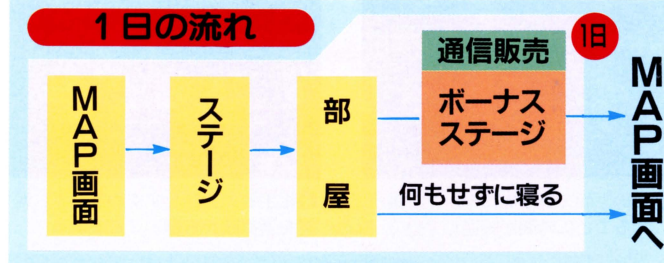 1日の流れ
1日
MAP画面
ステージ
部屋
通信販売
ボーナス
ステージ
何もせずに寝る
MAP画面へ